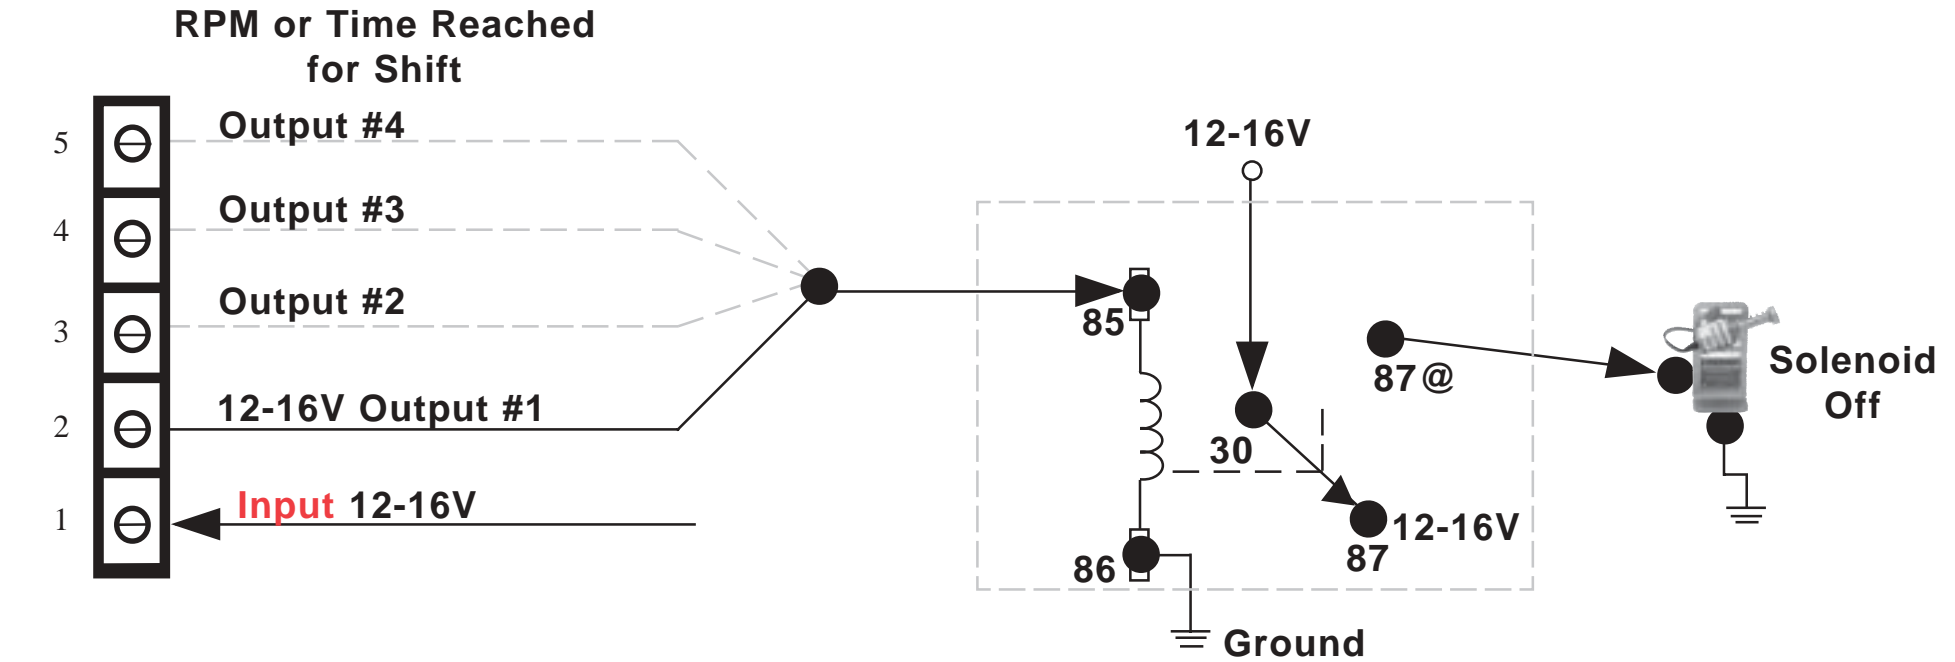 RPM or Time Reached
for Shift
5
Output #4
4
Output #3
3
Output #2
2
12-16V Output #1
1
Input 12-16V
12-16V
85
30
87@
87
12-16V
86
Ground
Solenoid
Off